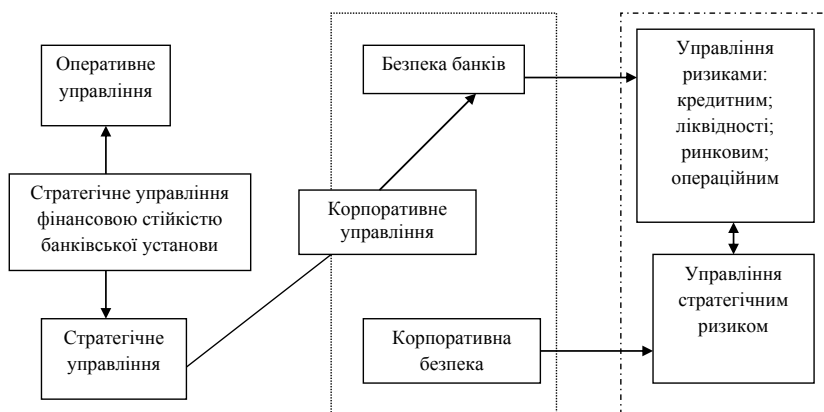 Оперативне
управління
Стратегічне управління
фінансовою стійкістю
банківської установи
Стратегічне
управління
Безпека банків
Корпоративне
управління
Корпоративна
безпека
Управління
ризиками:
кредитним;
ліквідності;
ринковим;
операційним
Управління
стратегічним
ризиком